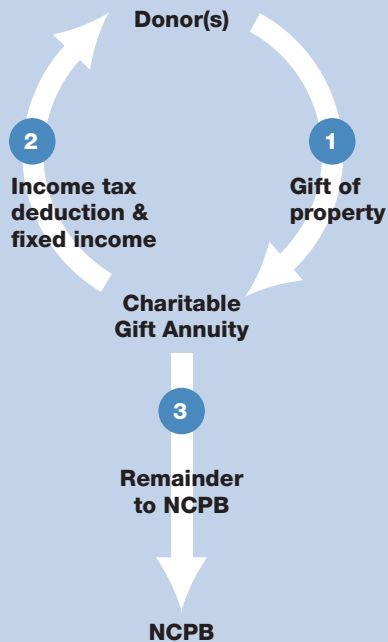 Donor(s)
2
1
Income tax
deduction &
fixed income
Gift of
property
Charitable
Gift Annuity
3
Remainder
to NCPB
NCPB